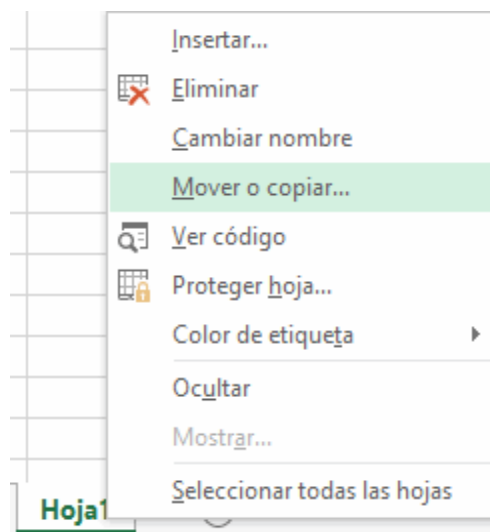 Insertar...
Eliminar
Cambiar nombre
Mover o copiar...
Ver código
Proteger hoja...
Color de etiqueta
Ocultar
Mostrar...
Seleccionar todas las hojas
Hoja1